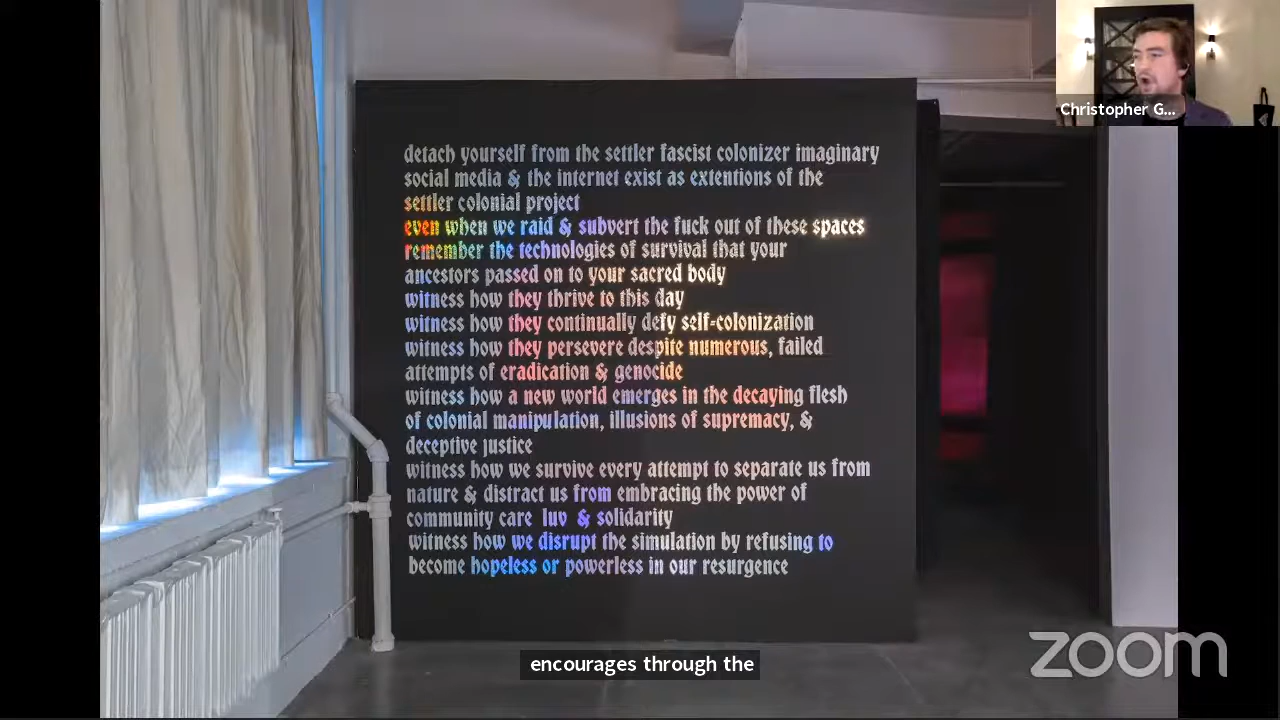 Christopher G...
detach yourself from the settler fascist colonizer imaginary
social media & the internet exist as extentions of the
settler colonial project
even when we raid & subvert the fuck out of these spaces
remember the technologies of survival that your
ancestors passed on to your sacred body
witness how they thrive to this day
witness how they continually defy self-colonization
witness how they persevere despite numerous, failed
attempts of eradication & genocide
witness how a new world emerges in the decaying flesh
of colonial manipulation, illusions of supremacy, &
deceptive justice
witness how we survive every attempt to separate us from
nature & distract us from embracing the power of
community care luv & solidarity
witness how we disrupt the simulation by refusing to
become hopeless or powerless in our resurgence
encourages through the
zoom